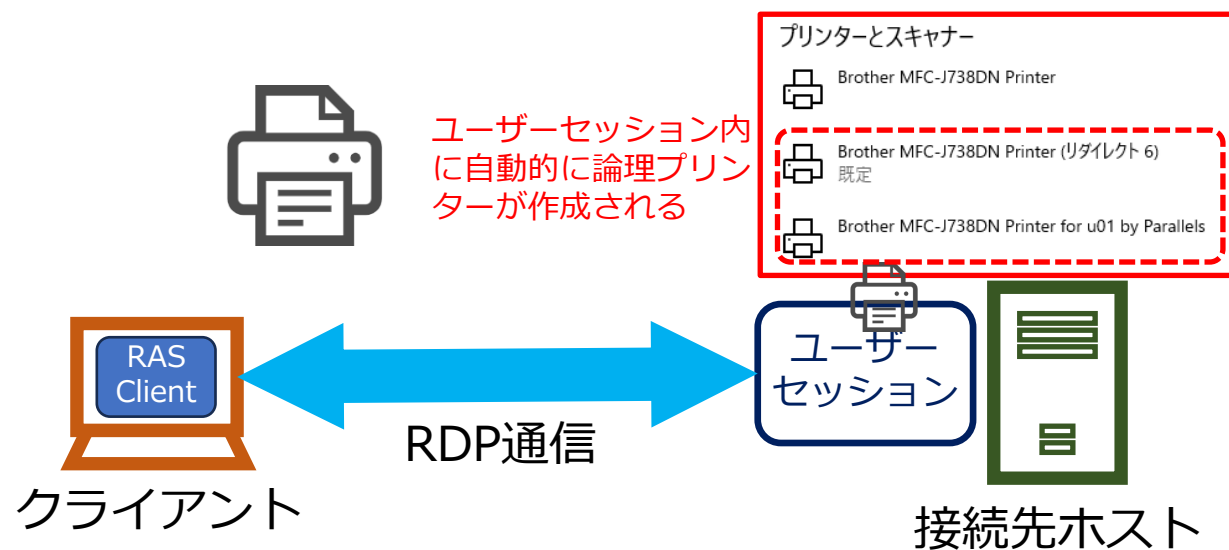 プリンターとスキャナー
Brother MFC-J738DN Printer
Brother MFC-J738DN Printer (リダイレクト 6)
既定
Brother MFC-J738DN Printer for u01 by Parallels
ユーザーセッション内
に自動的に論理プリン
ターが作成される
RAS
Client
RDP通信
ユーザー
セッション
クライアント
接続先ホスト